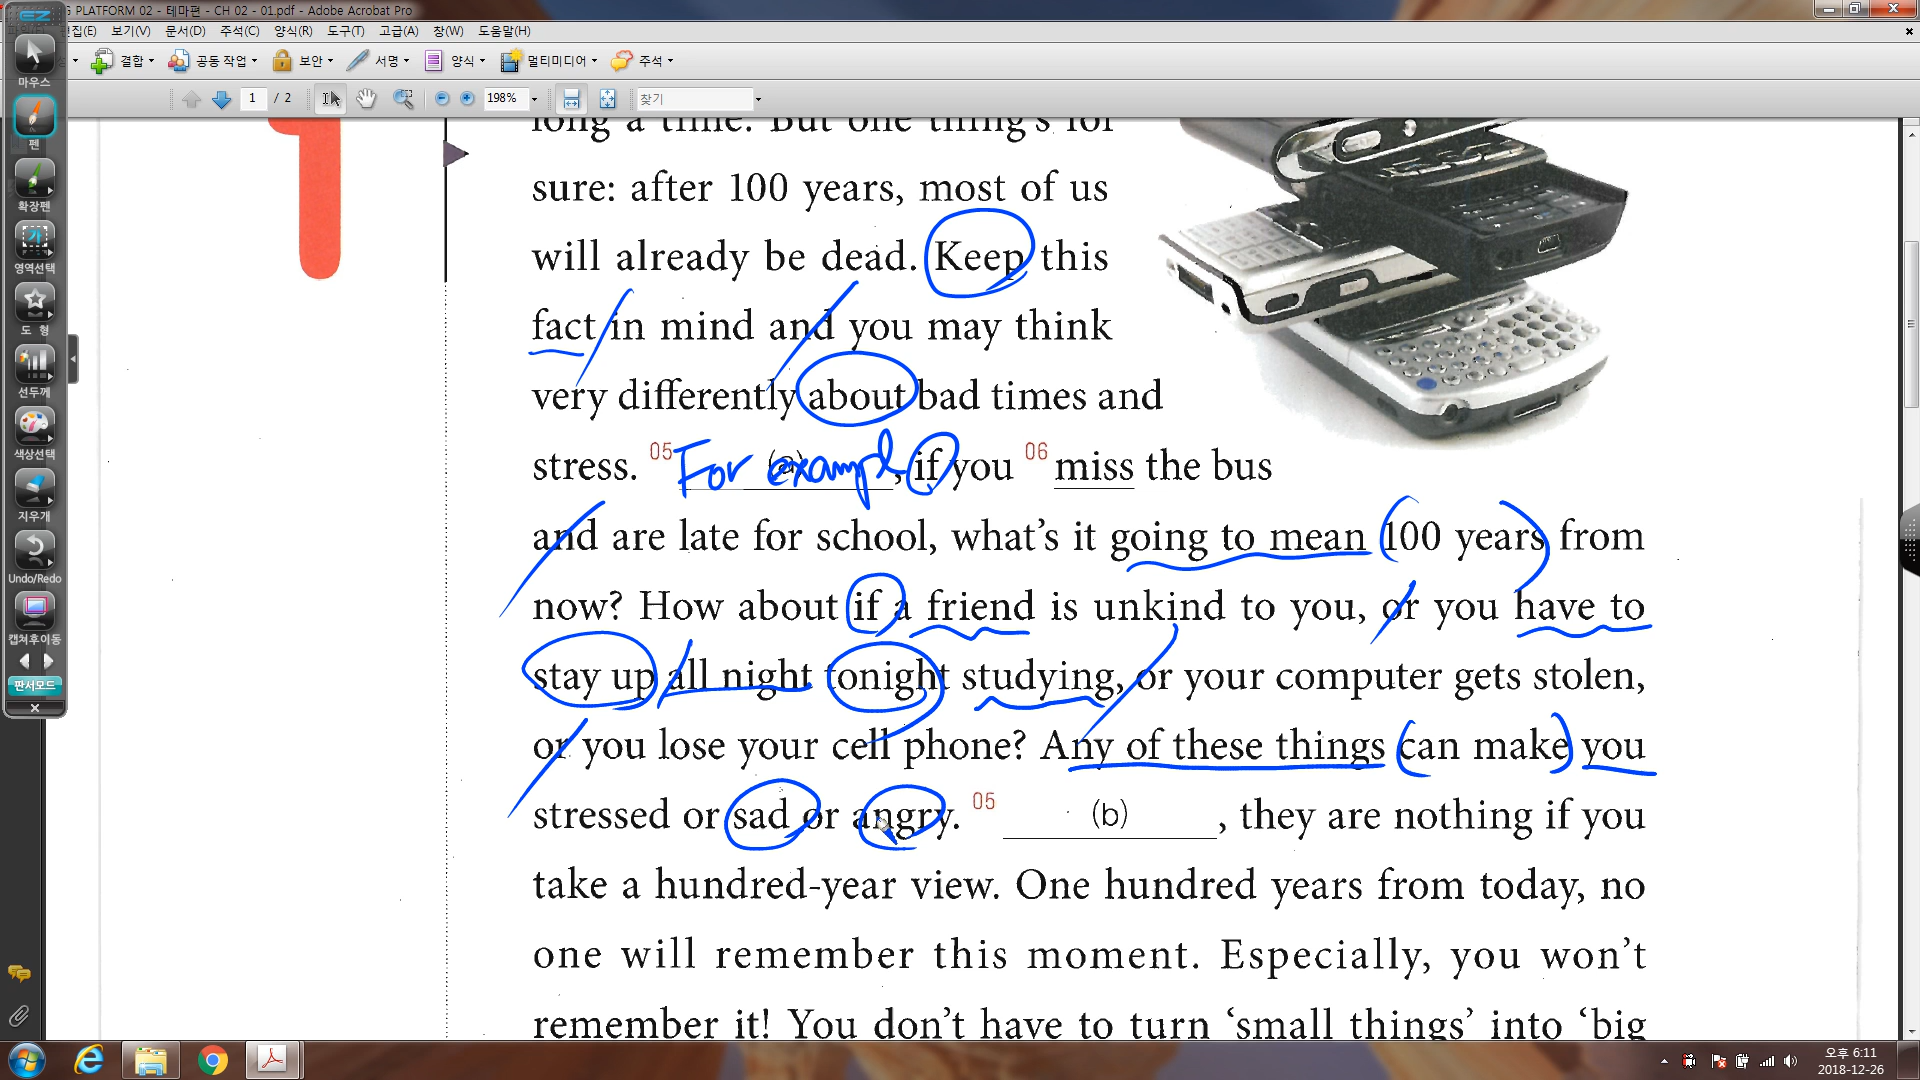 G PLATFORM 02 - 테마편 - CH 02 - 01.pdf - Adobe Acrobat Pro
편집(E) 보기(V) 문서(D) 주석(C) 양식(R) 도구(T) 고급(A) 창(W) 도움말(H)
결합 공동 작업 보안 서명 양식 멀티미디어 주석
1 / 2 198% 찾기
EZ
마우스
펜
확장펜
영역선택
도 형
선두께
색상선택
지우개
Undo/Redo
캡쳐후이동
판서모드
long a time. But one thing's for
sure: after 100 years, most of us
will already be dead. Keep this
fact in mind and you may think
very differently about bad times and
stress. 05 For example (a), if you 06 miss the bus
and are late for school, what's it going to mean 100 years from
now? How about if a friend is unkind to you, or you have to
stay up all night tonight studying, or your computer gets stolen,
or you lose your cell phone? Any of these things can make you
stressed or sad or angry. 05 (b), they are nothing if you
take a hundred-year view. One hundred years from today, no
one will remember this moment. Especially, you won't
remember it! You don't have to turn 'small things' into 'big
오후 6:11
2018-12-26